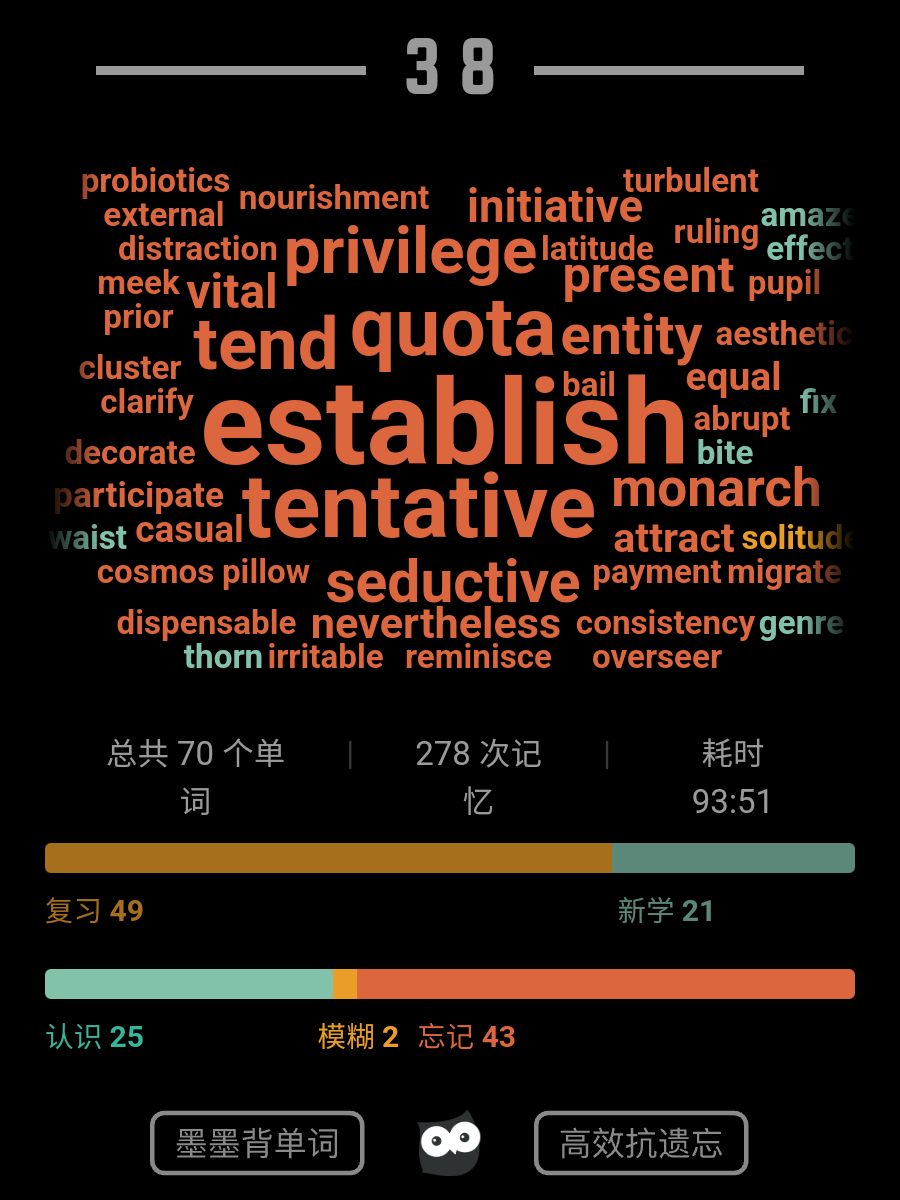 38
probiotics nourishment initiative turbulent
external amaze
distraction privilege latitude ruling effect
meek vital present pupil
prior tend quota entity aesthetic
cluster bail equal
clarify establish abrupt fix
decorate bite
participate tentative monarch
waist casual attract solitude
cosmos pillow seductive payment migrate
dispensable nevertheless consistency genre
thorn irritable reminisce overseer
总共 70 个单词 | 278 次记忆 | 耗时 93:51
复习 49 新学 21
认识 25 模糊 2 忘记 43
墨墨背单词 高效抗遗忘